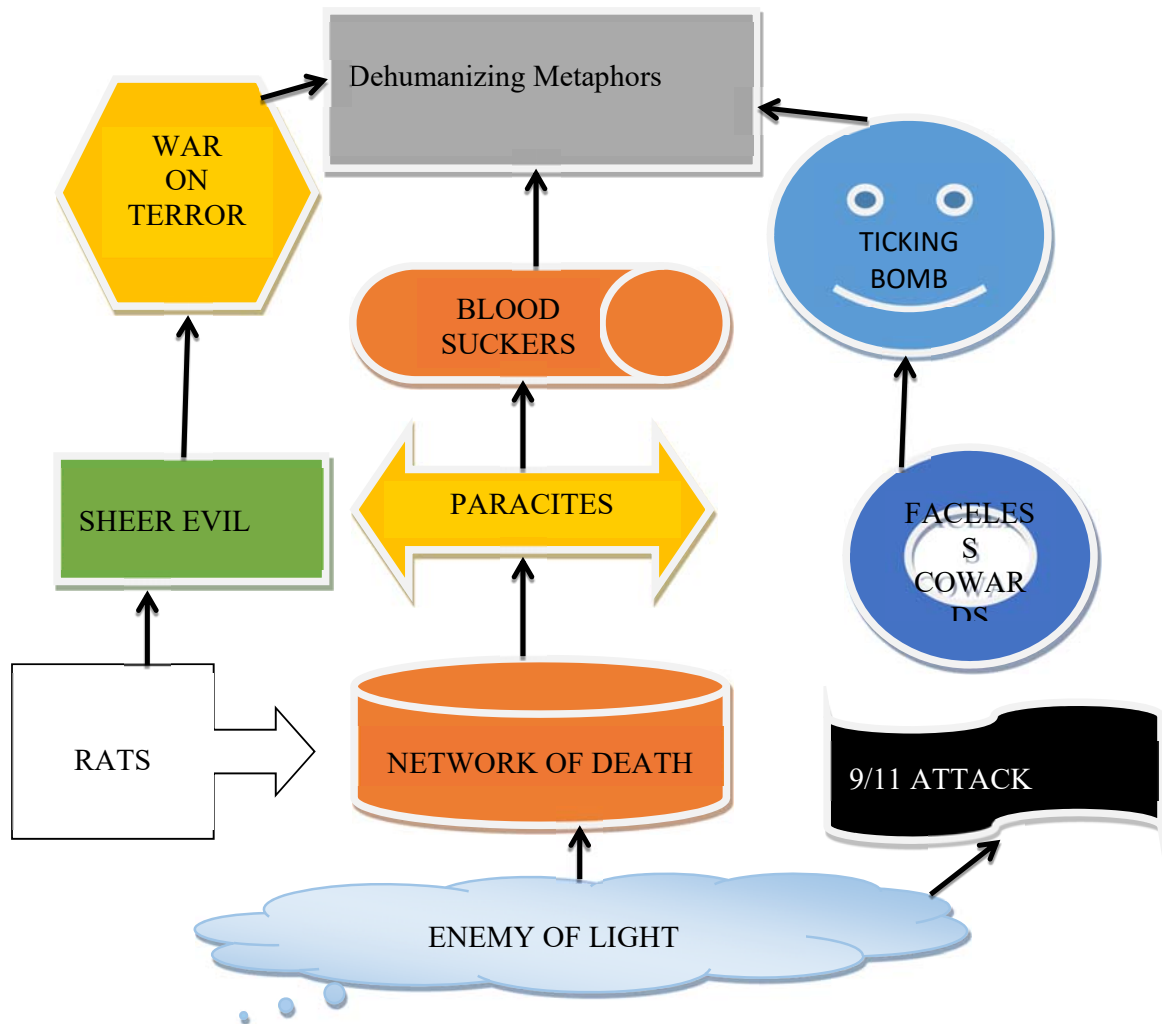 Dehumanizing Metaphors
WAR
ON
TERROR
TICKING
BOMB
BLOOD
SUCKERS
SHEER EVIL
PARACITES
FACELES
S
COWAR
DS
RATS
NETWORK OF DEATH
9/11 ATTACK
ENEMY OF LIGHT